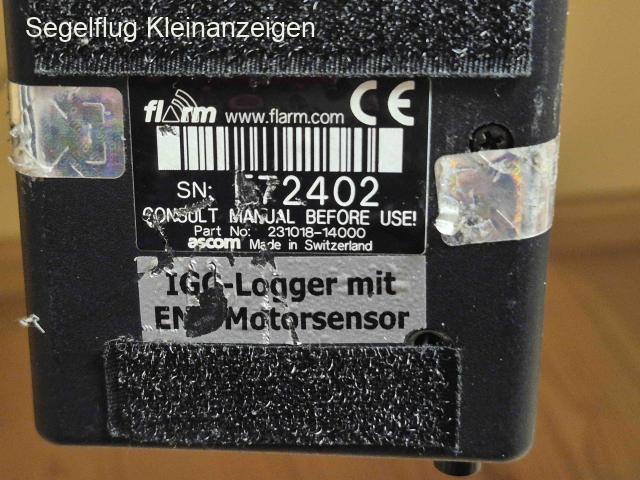 Segelflug Kleinanzeigen
flarm www.flarm.com CE
SN: 72402
CONSULT MANUAL BEFORE USE!
Part No: 231018-14000
ascom Made in Switzerland
IGC-Logger mit
Motorsensor